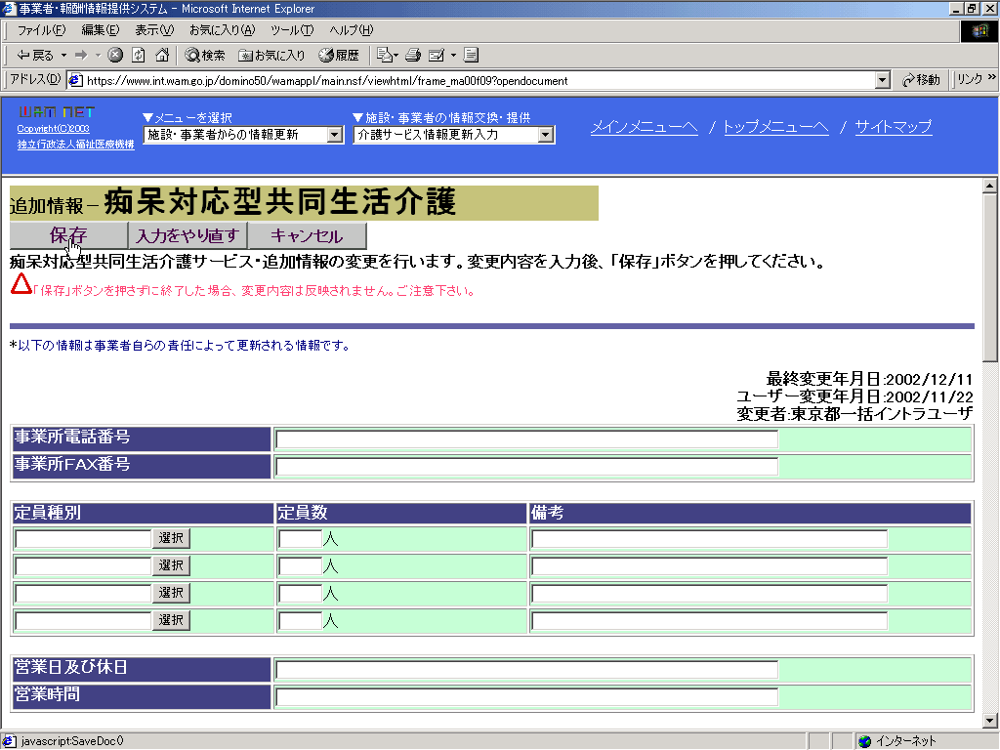 事業者・報酬情報提供システム - Microsoft Internet Explorer
ファイル(F) 編集(E) 表示(V) お気に入り(A) ツール(T) ヘルプ(H)
戻る 検索 お気に入り 履歴
アドレス(D) https://www.int.wam.go.jp/domino50/wamappl/main.nsf/viewhtml/frame_ma00f09?opendocument 移動 リンク »
WAM NET
Copyright(C)2003
独立行政法人福祉医療機構
▼メニューを選択
施設・事業者からの情報更新
▼施設・事業者の情報交換・提供
介護サービス情報更新入力
メインメニューへ / トップメニューへ / サイトマップ
追加情報－痴呆対応型共同生活介護
保存 入力をやり直す キャンセル
痴呆対応型共同生活介護サービス・追加情報の変更を行います。変更内容を入力後、「保存」ボタンを押してください。
「保存」ボタンを押さずに終了した場合、変更内容は反映されません。ご注意下さい。
*以下の情報は事業者自らの責任によって更新される情報です。
最終変更年月日:2002/12/11
ユーザー変更年月日:2002/11/22
変更者:東京都一括イントラユーザ
事業所電話番号
事業所FAX番号
定員種別 定員数 備考
選択 人
選択 人
選択 人
選択 人
営業日及び休日
営業時間
javascript:SaveDoc() インターネット